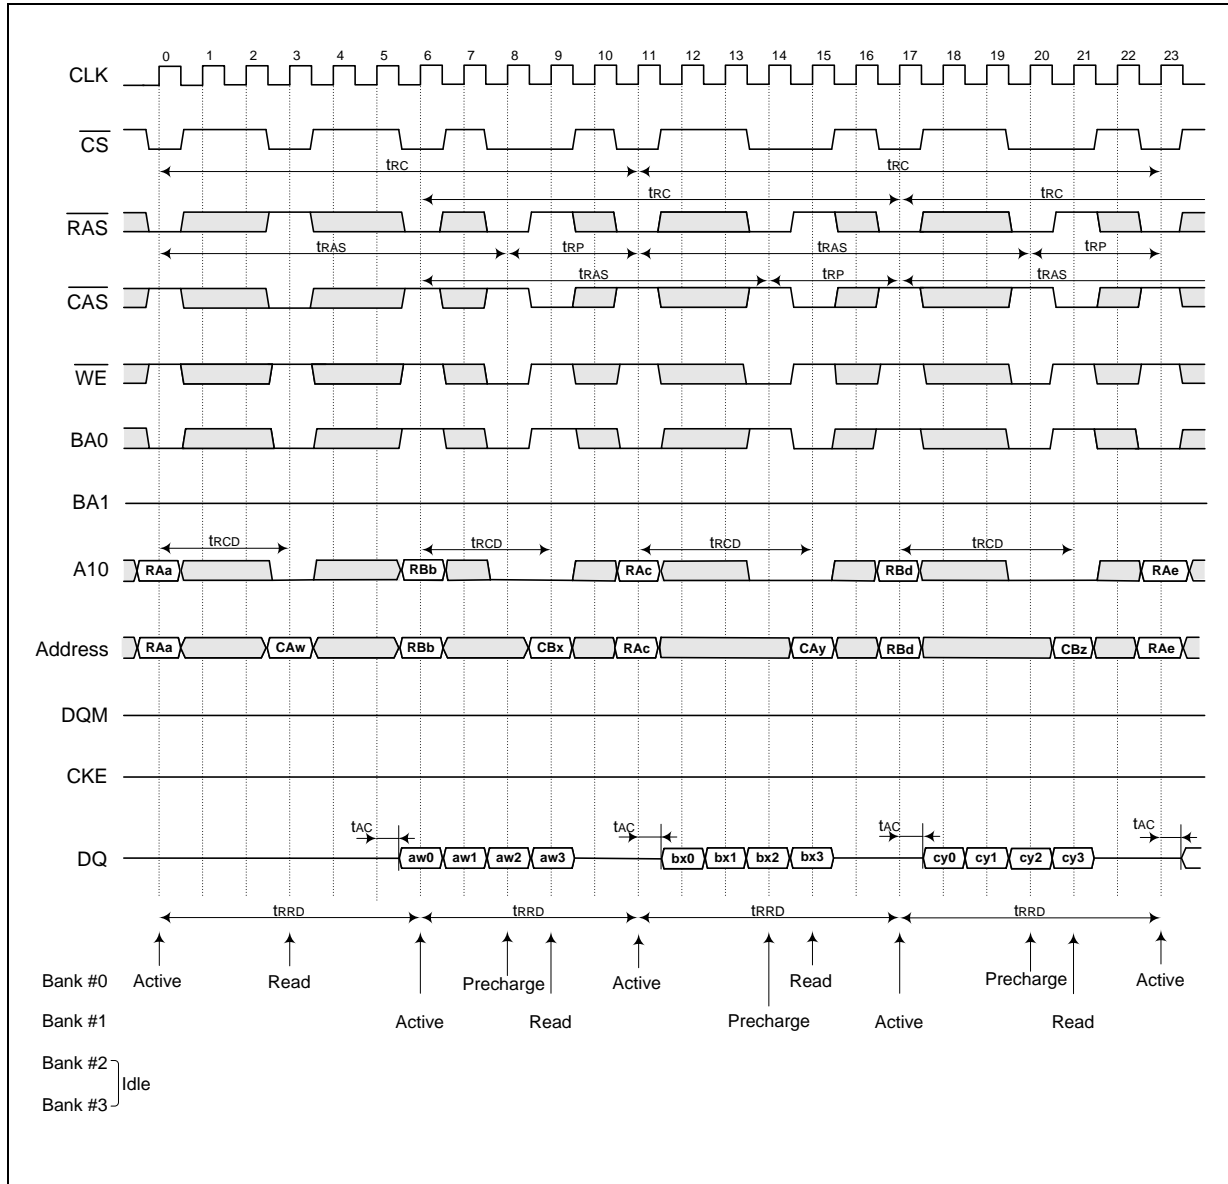 0 1 2 3 4 5 6 7 8 9 10 11 12 13 14 15 16 17 18 19 20 21 22 23
CLK
CS
tRC tRC
tRC tRC
RAS
tRAS tRP tRAS tRP
tRAS tRP tRAS
CAS
WE
BA0
BA1
tRCD tRCD tRCD tRCD
A10 RAa RBb RAc RBd RAe
Address RAa CAw RBb CBx RAc CAy RBd CBz RAe
DQM
CKE
tAC tAC tAC tAC
DQ aw0 aw1 aw2 aw3 bx0 bx1 bx2 bx3 cy0 cy1 cy2 cy3
tRRD tRRD tRRD tRRD
Bank #0 Active Read Precharge Active Read Precharge Active
Bank #1 Active Read Precharge Active Read
Bank #2
Idle
Bank #3